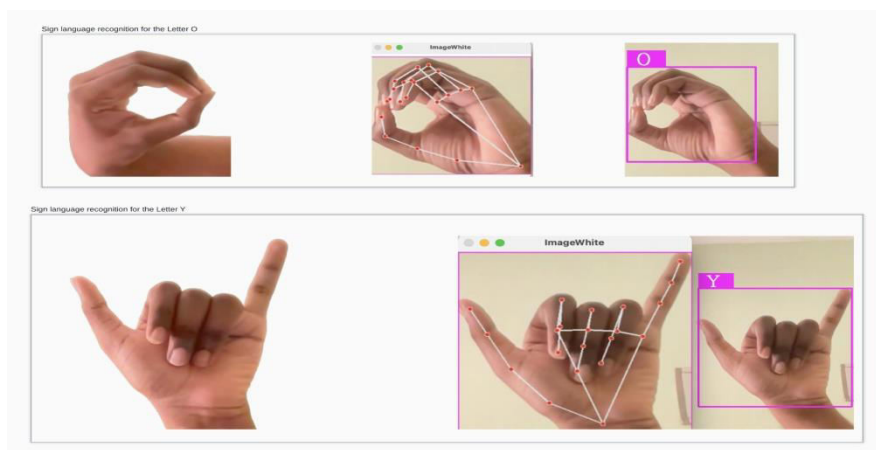 Sign language recognition for the Letter O
ImageWhite
O
Sign language recognition for the Letter Y
ImageWhite
Y